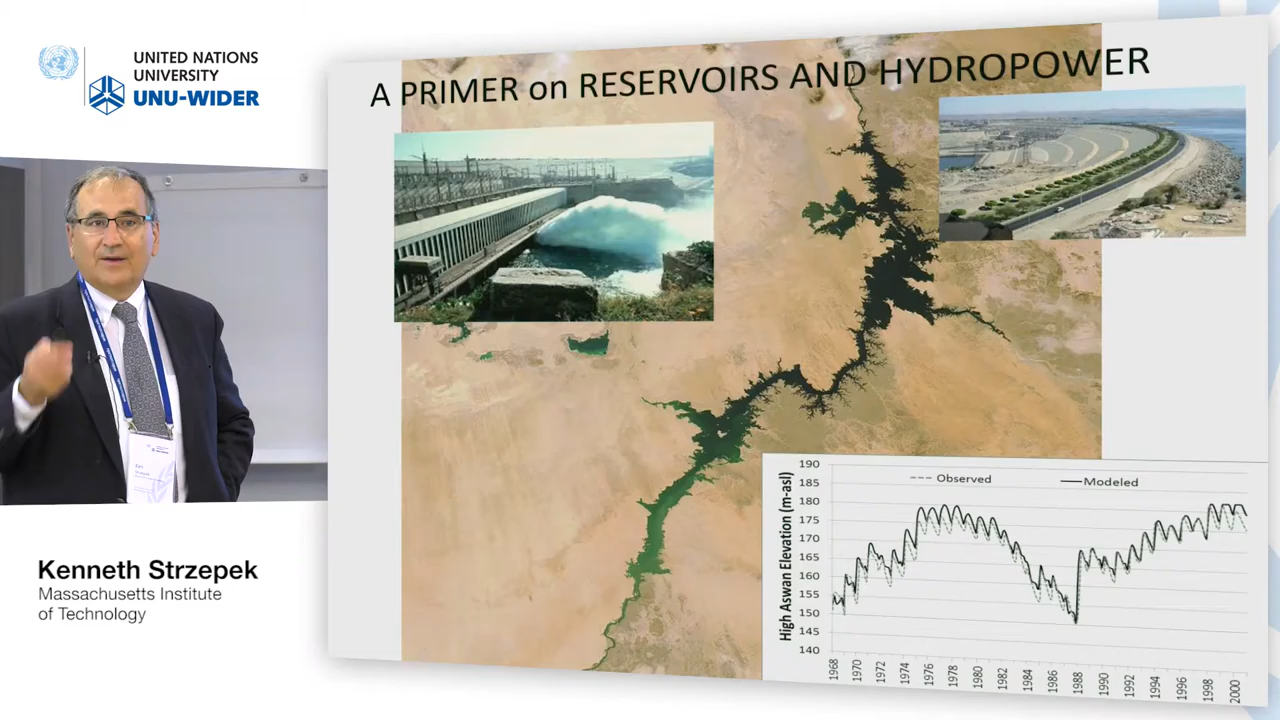 UNITED NATIONS
UNIVERSITY
UNU-WIDER
A PRIMER on RESERVOIRS AND HYDROPOWER
Kenneth Strzepek
Massachusetts Institute
of Technology
High Aswan Elevation (m-asl)
Observed
Modeled
190
185
180
175
170
165
160
155
150
145
140
1968
1970
1972
1974
1976
1978
1980
1982
1984
1986
1988
1990
1992
1994
1996
1998
2000